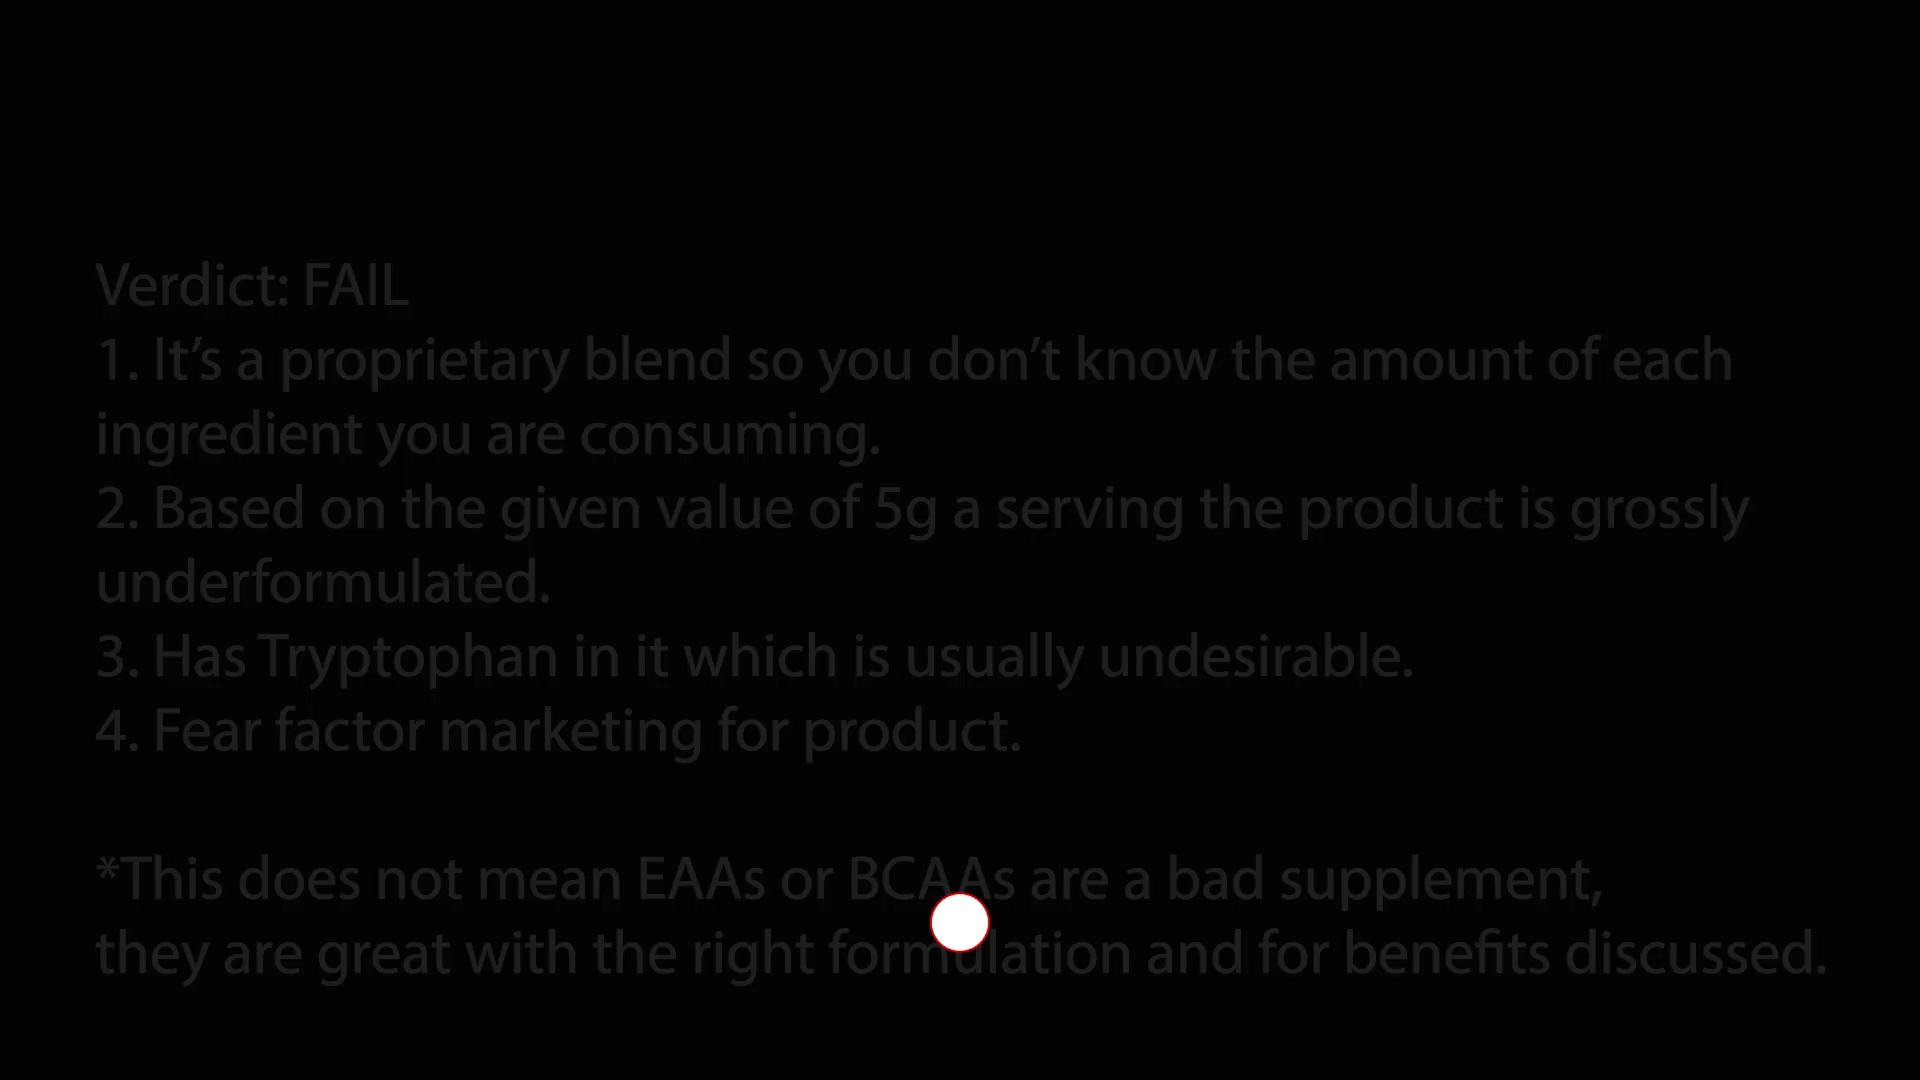 Verdict: FAIL
1. It’s a proprietary blend so you don’t know the amount of each
ingredient you are consuming.
2. Based on the given value of 5g a serving the product is grossly
underformulated.
3. Has Tryptophan in it which is usually undesirable.
4. Fear factor marketing for product.
*This does not mean EAAs or BCAAs are a bad supplement,
they are great with the right formulation and for benefits discussed.